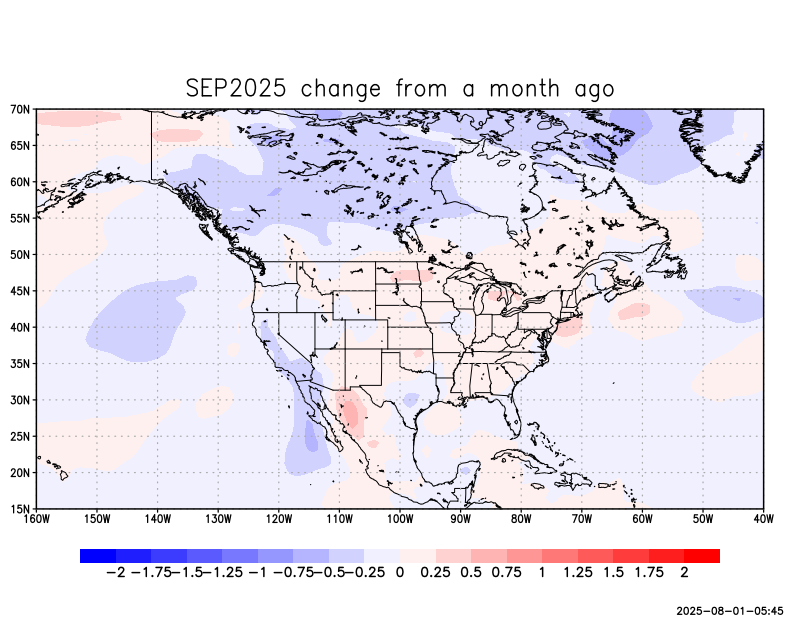 SEP2025 change from a month ago
70N
65N
60N
55N
50N
45N
40N
35N
30N
25N
20N
15N
160W 150W 140W 130W 120W 110W 100W 90W 80W 70W 60W 50W 40W
−2 −1.75 −1.5 −1.25 −1 −0.75 −0.5 −0.25 0 0.25 0.5 0.75 1 1.25 1.5 1.75 2
2025-08-01-05:45